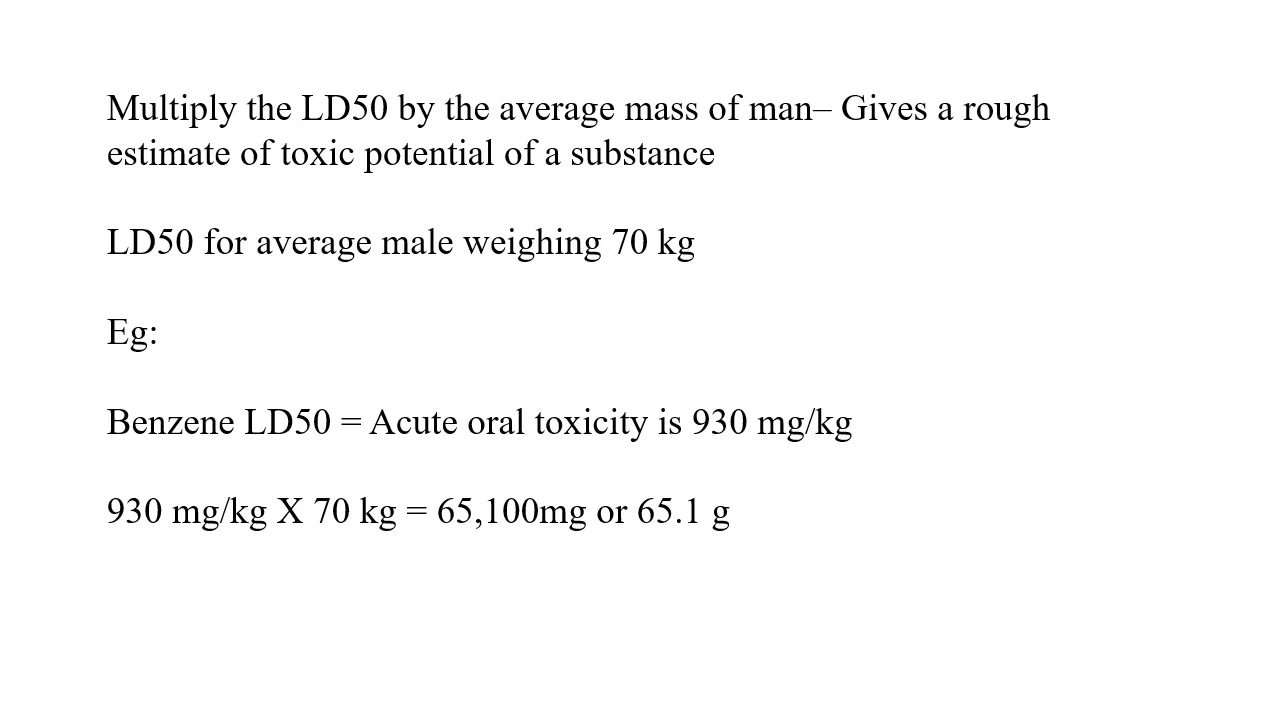 Multiply the LD50 by the average mass of man– Gives a rough
estimate of toxic potential of a substance
LD50 for average male weighing 70 kg
Eg:
Benzene LD50 = Acute oral toxicity is 930 mg/kg
930 mg/kg X 70 kg = 65,100mg or 65.1 g